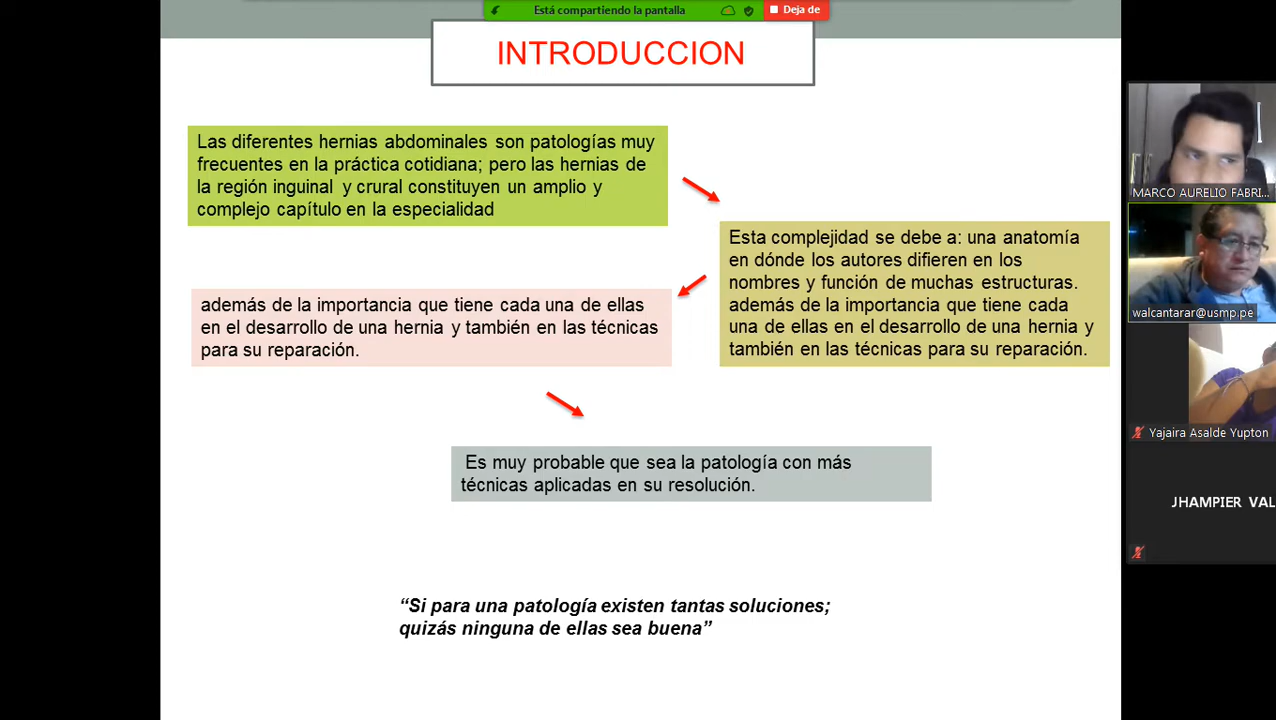 Está compartiendo la pantalla
Deja de
INTRODUCCION
Las diferentes hernias abdominales son patologías muy
frecuentes en la práctica cotidiana; pero las hernias de
la región inguinal y crural constituyen un amplio y
complejo capítulo en la especialidad
Esta complejidad se debe a: una anatomía
en dónde los autores difieren en los
nombres y función de muchas estructuras.
además de la importancia que tiene cada
una de ellas en el desarrollo de una hernia y
también en las técnicas para su reparación.
además de la importancia que tiene cada una de ellas
en el desarrollo de una hernia y también en las técnicas
para su reparación.
Es muy probable que sea la patología con más
técnicas aplicadas en su resolución.
“Si para una patología existen tantas soluciones;
quizás ninguna de ellas sea buena”
MARCO AURELIO FABRI...
walcantarar@usmp.pe
Yajaira Asalde Yupton
JHAMPIER VAL